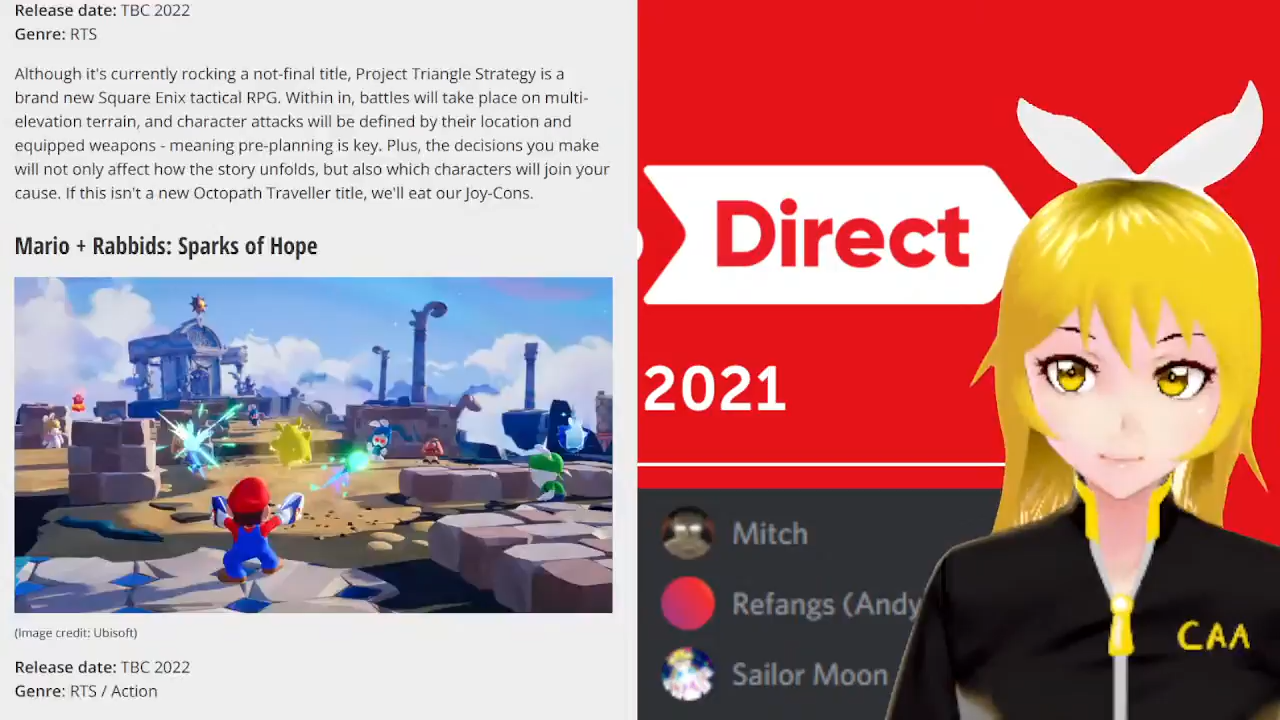 Release date: TBC 2022
Genre: RTS
Although it's currently rocking a not-final title, Project Triangle Strategy is a
brand new Square Enix tactical RPG. Within in, battles will take place on multi-
elevation terrain, and character attacks will be defined by their location and
equipped weapons - meaning pre-planning is key. Plus, the decisions you make
will not only affect how the story unfolds, but also which characters will join your
cause. If this isn't a new Octopath Traveller title, we'll eat our Joy-Cons.
Mario + Rabbids: Sparks of Hope
(Image credit: Ubisoft)
Release date: TBC 2022
Genre: RTS / Action
Direct
2021
Mitch
Refangs (Andy
Sailor Moon
CAA